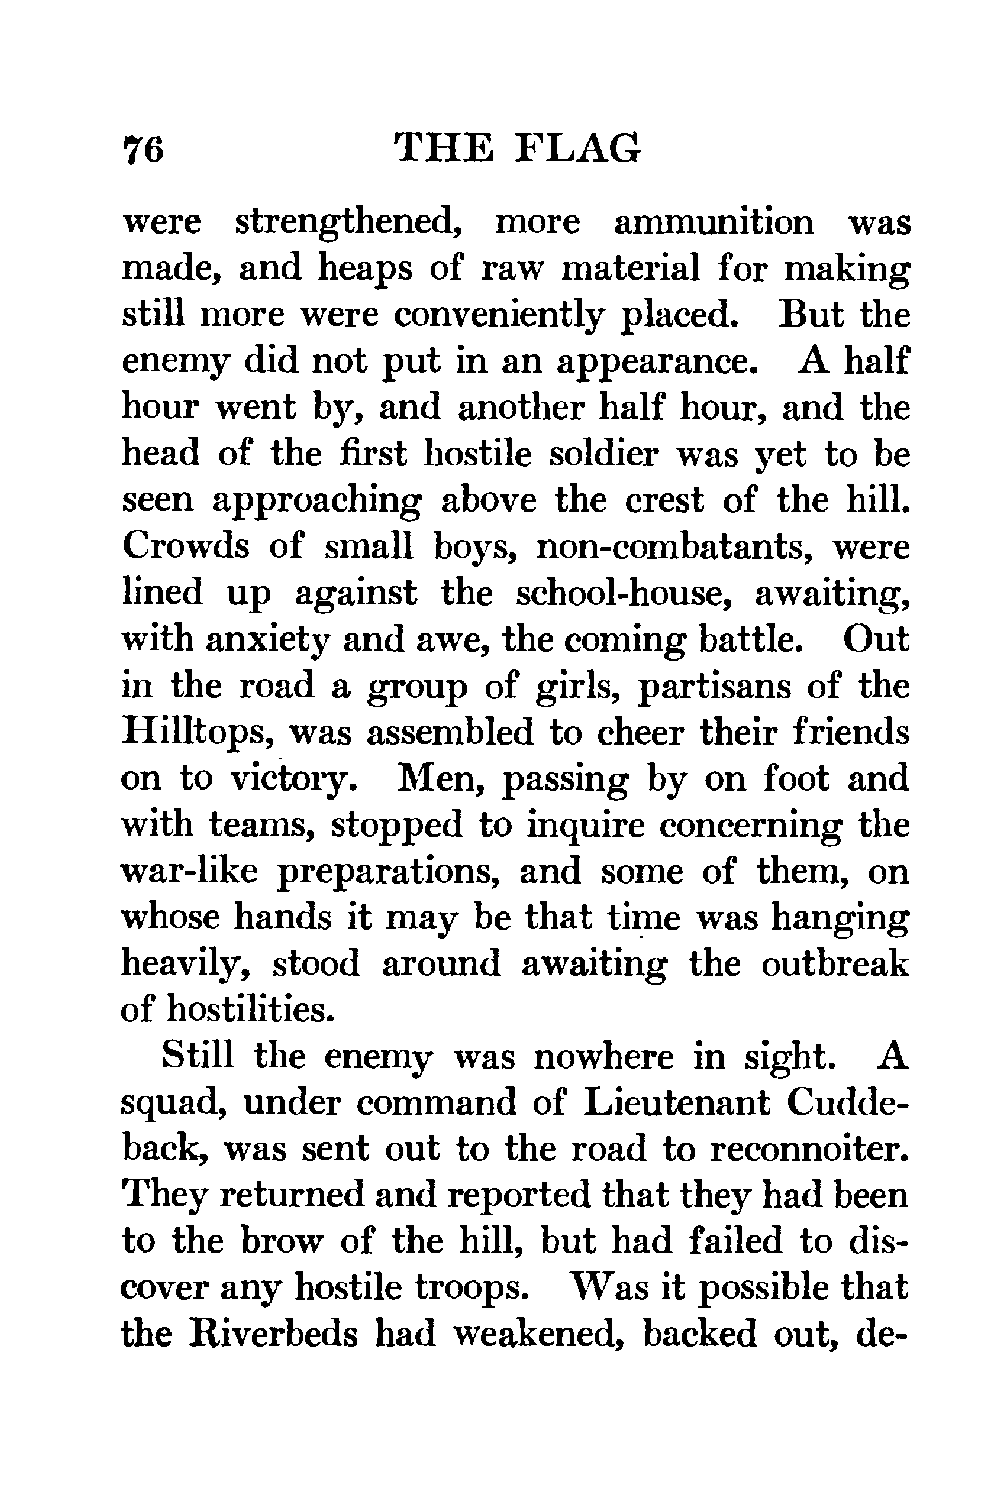 76 THE FLAG
were strengthened, more ammunition was
made, and heaps of raw material for making
still more were conveniently placed. But the
enemy did not put in an appearance. A half
hour went by, and another half hour, and the
head of the first hostile soldier was yet to be
seen approaching above the crest of the hill.
Crowds of small boys, non-combatants, were
lined up against the school-house, awaiting,
with anxiety and awe, the coming battle. Out
in the road a group of girls, partisans of the
Hilltops, was assembled to cheer their friends
on to victory. Men, passing by on foot and
with teams, stopped to inquire concerning the
war-like preparations, and some of them, on
whose hands it may be that time was hanging
heavily, stood around awaiting the outbreak
of hostilities.
Still the enemy was nowhere in sight. A
squad, under command of Lieutenant Cudde-
back, was sent out to the road to reconnoiter.
They returned and reported that they had been
to the brow of the hill, but had failed to dis-
cover any hostile troops. Was it possible that
the Riverbeds had weakened, backed out, de-